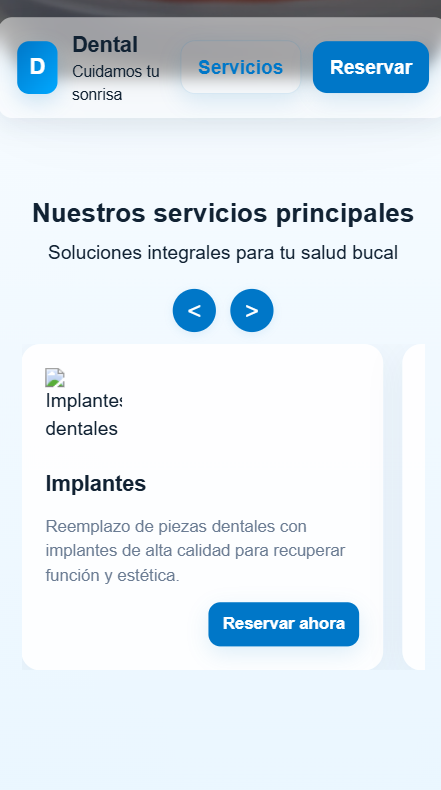 D
Dental
Cuidamos tu
sonrisa
Servicios
Reservar
Nuestros servicios principales
Soluciones integrales para tu salud bucal
<
>
Implantes
dentales
Implantes
Reemplazo de piezas dentales con
implantes de alta calidad para recuperar
función y estética.
Reservar ahora